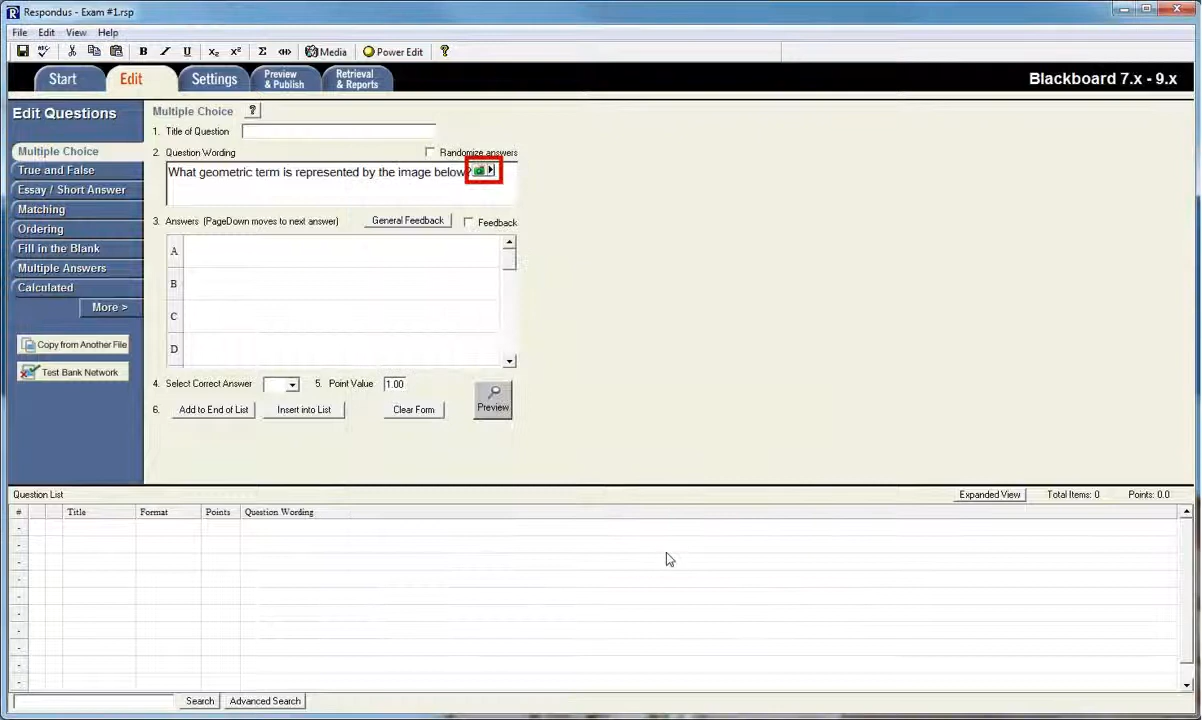 Respondus - Exam #1.rsp
File Edit View Help
B I U X₂ X² Σ Media Power Edit ?
Start Edit Settings Preview & Publish Retrieval & Reports Blackboard 7.x - 9.x
Edit Questions
Multiple Choice
True and False
Essay / Short Answer
Matching
Ordering
Fill in the Blank
Multiple Answers
Calculated
More >
Copy from Another File
Test Bank Network
Multiple Choice ?
1. Title of Question
2. Question Wording Randomize answers
What geometric term is represented by the image below?
3. Answers (PageDown moves to next answer) General Feedback Feedback
A
B
C
D
4. Select Correct Answer 5. Point Value 1.00
6. Add to End of List Insert into List Clear Form Preview
Question List Expanded View Total Items: 0 Points: 0.0
# Title Format Points Question Wording
Search Advanced Search